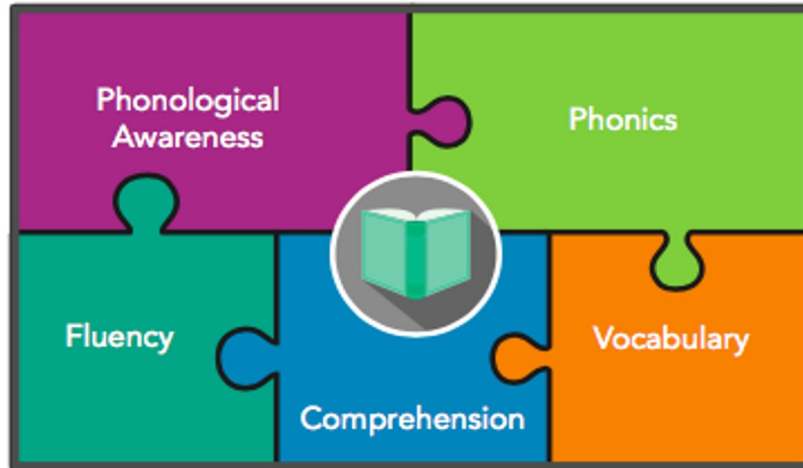 Phonological
Awareness
Phonics
Fluency
Comprehension
Vocabulary